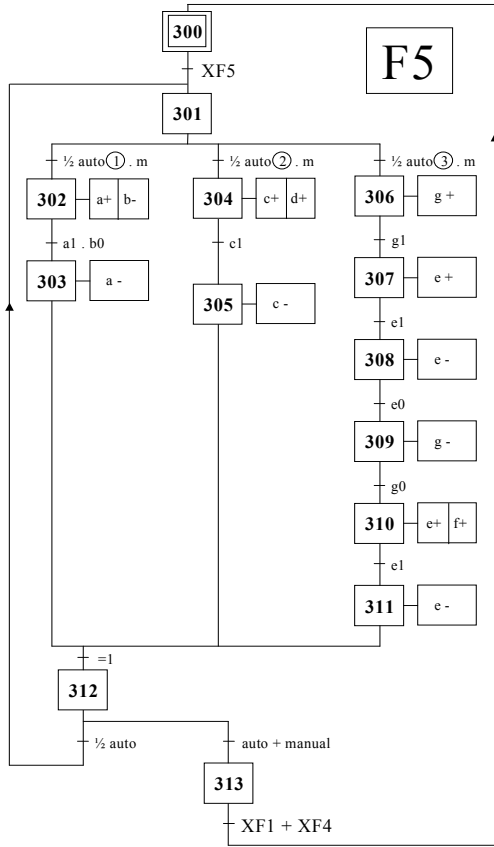 300
F5
XF5
301
½ auto 1 . m
½ auto 2 . m
½ auto 3 . m
302 a+ b-
304 c+ d+
306 g +
a1 . b0
c1
g1
303 a -
305 c -
307 e +
e1
308 e -
e0
309 g -
g0
310 e+ f+
e1
311 e -
=1
312
½ auto
auto + manual
313
XF1 + XF4